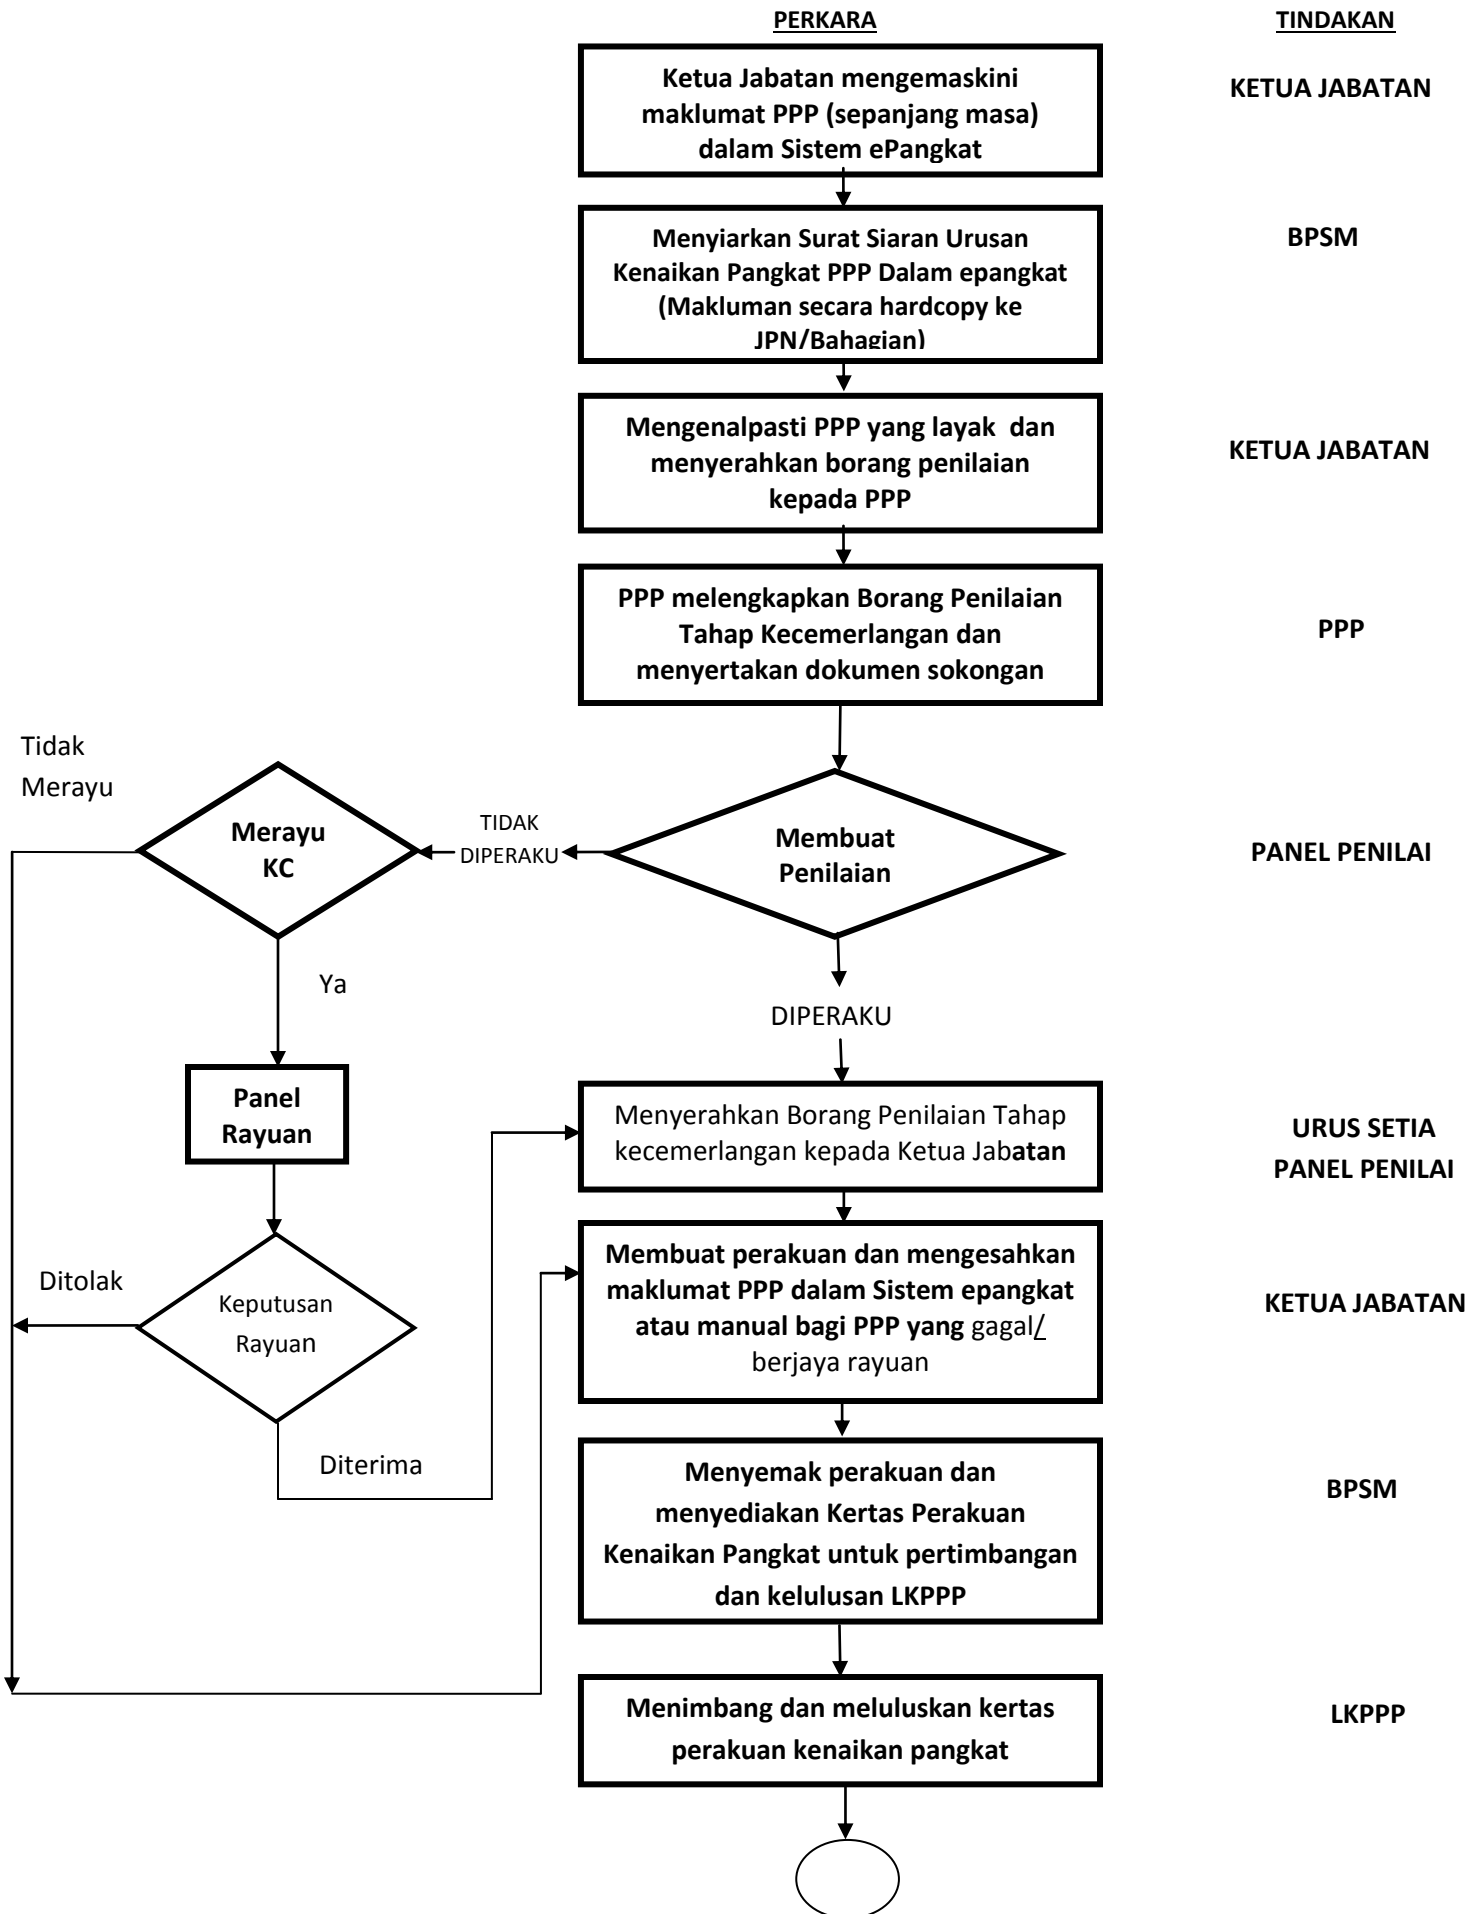 PERKARA
TINDAKAN
Ketua Jabatan mengemaskini
maklumat PPP (sepanjang masa)
dalam Sistem ePangkat
KETUA JABATAN
Menyiarkan Surat Siaran Urusan
Kenaikan Pangkat PPP Dalam epangkat
(Makluman secara hardcopy ke
JPN/Bahagian)
BPSM
Mengenalpasti PPP yang layak dan
menyerahkan borang penilaian
kepada PPP
KETUA JABATAN
PPP melengkapkan Borang Penilaian
Tahap Kecemerlangan dan
menyertakan dokumen sokongan
PPP
Tidak
Merayu
Merayu
KC
TIDAK
DIPERAKU
Membuat
Penilaian
PANEL PENILAI
Ya
DIPERAKU
Panel
Rayuan
Menyerahkan Borang Penilaian Tahap
kecemerlangan kepada Ketua Jabatan
URUS SETIA
PANEL PENILAI
Ditolak
Keputusan
Rayuan
Membuat perakuan dan mengesahkan
maklumat PPP dalam Sistem epangkat
atau manual bagi PPP yang gagal/
berjaya rayuan
KETUA JABATAN
Diterima
Menyemak perakuan dan
menyediakan Kertas Perakuan
Kenaikan Pangkat untuk pertimbangan
dan kelulusan LKPPP
BPSM
Menimbang dan meluluskan kertas
perakuan kenaikan pangkat
LKPPP